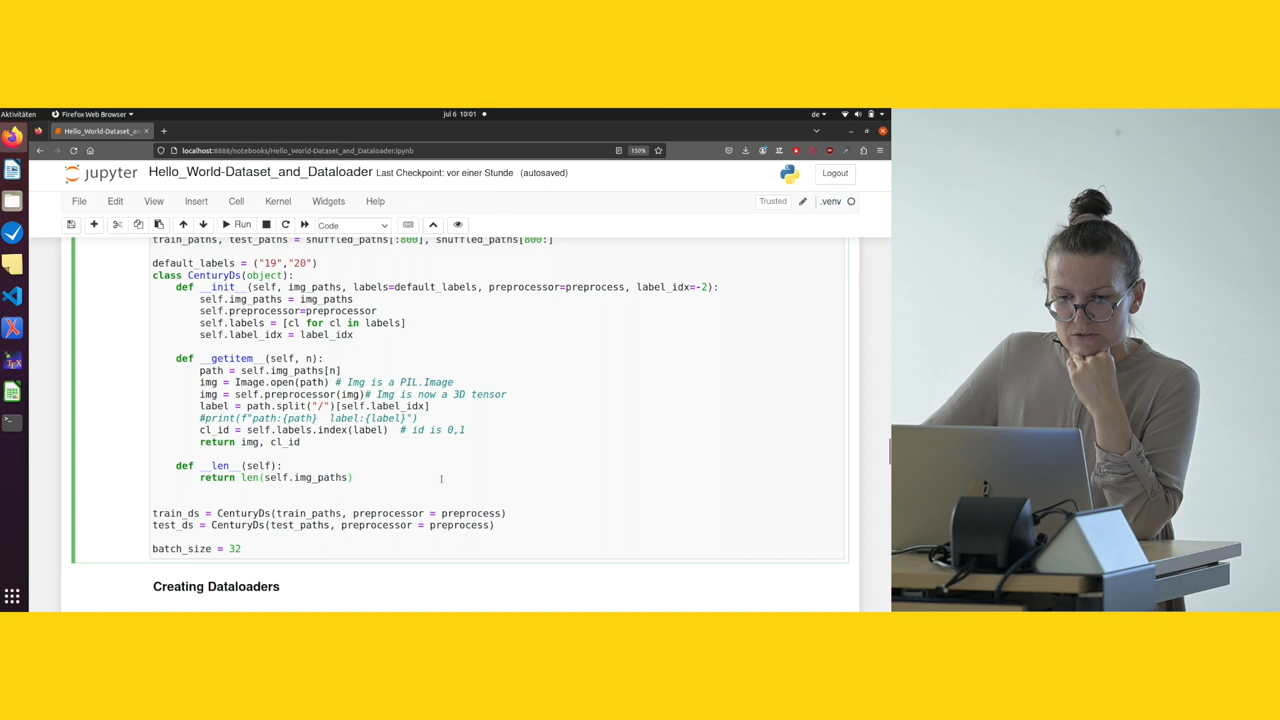 Aktivitäten
Firefox Web Browser
Jul 6 10:01
de
Hello_World-Dataset_an
localhost:8888/notebooks/Hello_World-Dataset_and_Dataloader.ipynb
150%
jupyter
Hello_World-Dataset_and_Dataloader Last Checkpoint: vor einer Stunde (autosaved)
Logout
File Edit View Insert Cell Kernel Widgets Help
Trusted
.venv
Run
Code
train_paths, test_paths = shuffled_paths[:800], shuffled_paths[800:]
default_labels = ("19","20")
class CenturyDs(object):
def __init__(self, img_paths, labels=default_labels, preprocessor=preprocess, label_idx=-2):
self.img_paths = img_paths
self.preprocessor=preprocessor
self.labels = [cl for cl in labels]
self.label_idx = label_idx
def __getitem__(self, n):
path = self.img_paths[n]
img = Image.open(path) # Img is a PIL.Image
img = self.preprocessor(img)# Img is now a 3D tensor
label = path.split("/")[self.label_idx]
#print(f"path:{path}  label:{label}")
cl_id = self.labels.index(label)  # id is 0,1
return img, cl_id
def __len__(self):
return len(self.img_paths)
train_ds = CenturyDs(train_paths, preprocessor = preprocess)
test_ds = CenturyDs(test_paths, preprocessor = preprocess)
batch_size = 32
Creating Dataloaders